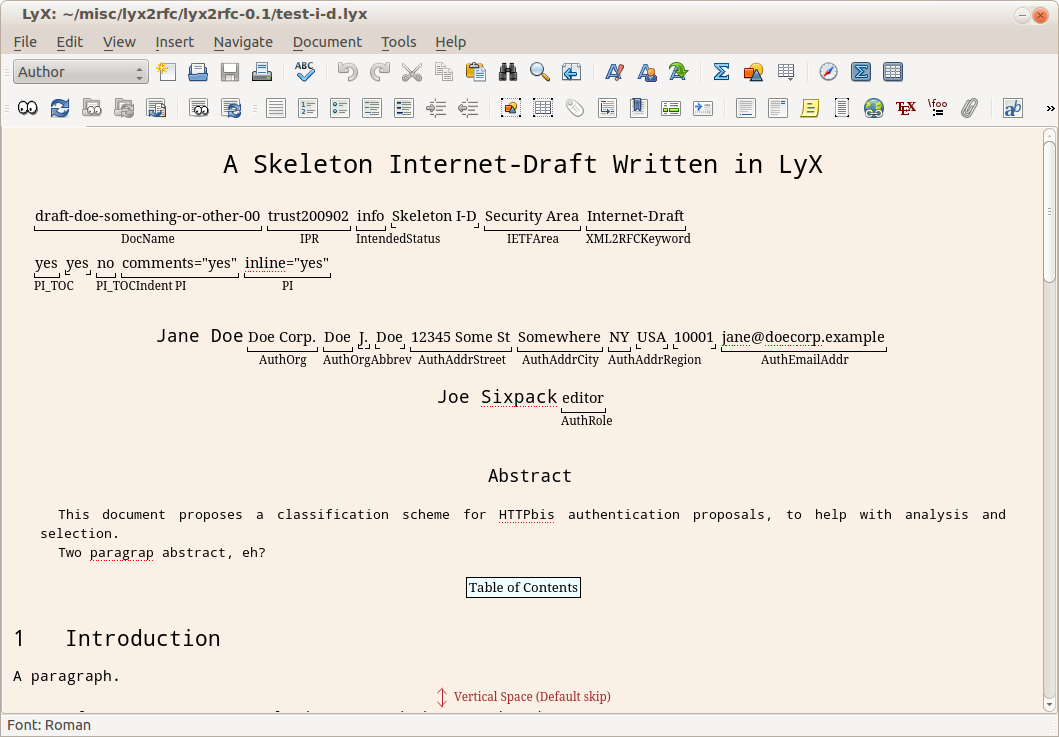 LyX: ~/misc/lyx2rfc/lyx2rfc-0.1/test-i-d.lyx
File Edit View Insert Navigate Document Tools Help
Author
ABC
TEX \foo ab »
A Skeleton Internet-Draft Written in LyX
draft-doe-something-or-other-00 trust200902 info Skeleton I-D Security Area Internet-Draft
DocName IPR IntendedStatus IETFArea XML2RFCKeyword
yes yes no comments="yes" inline="yes"
PI_TOC PI_TOCIndent PI PI
Jane Doe Doe Corp. Doe J. Doe 12345 Some St Somewhere NY USA 10001 jane@doecorp.example
AuthOrg AuthOrgAbbrev AuthAddrStreet AuthAddrCity AuthAddrRegion AuthEmailAddr
Joe Sixpack editor
AuthRole
Abstract
This document proposes a classification scheme for HTTPbis authentication proposals, to help with analysis and
selection.
Two paragrap abstract, eh?
Table of Contents
1 Introduction
A paragraph.
Vertical Space (Default skip)
Font: Roman